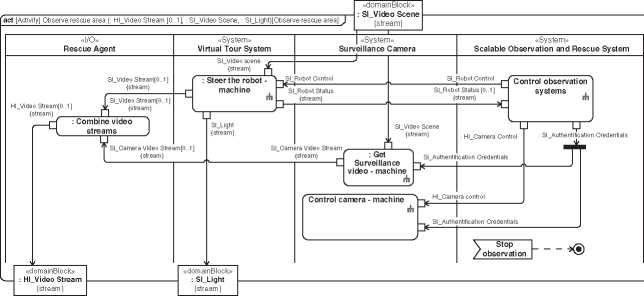 act [Activity] Observe rescue area ( HI_Video Stream [0..1], SI_Video Scene, SI_Light)[Observe rescue area]
«domainBlock»
: SI_Video Scene
{stream}
«I/O»
Rescue Agent
«System»
Virtual Tour System
«System»
Surveillance Camera
«System»
Scalable Observation and Rescue System
SI_Video scene
{stream}
SI_Video Stream[0..1]
{stream}
SI_Video Stream[0..1]
{stream}
HI_Video Stream[0..1]
{stream}
: Steer the robot -
machine
SI_Robot Control
SI_Robot Status
{stream}
SI_Robot Control
SI_Robot Status [0..1]
{stream}
Control observation
systems
: Combine video
streams
SI_Light
{stream}
SI_Video Scene
{stream}
HI_Camera Control
SI_Authentification Credentials
SI_Camera Video Stream[0..1]
{stream}
SI_Camera Video Stream
{stream}
: Get
Surveillance
video - machine
SI_Authentification Credentials
Control camera - machine
HI_Camera control
SI_Authentification Credentials
Stop
observation
«domainBlock»
: HI_Video Stream
{stream}
«domainBlock»
: SI_Light
{stream}